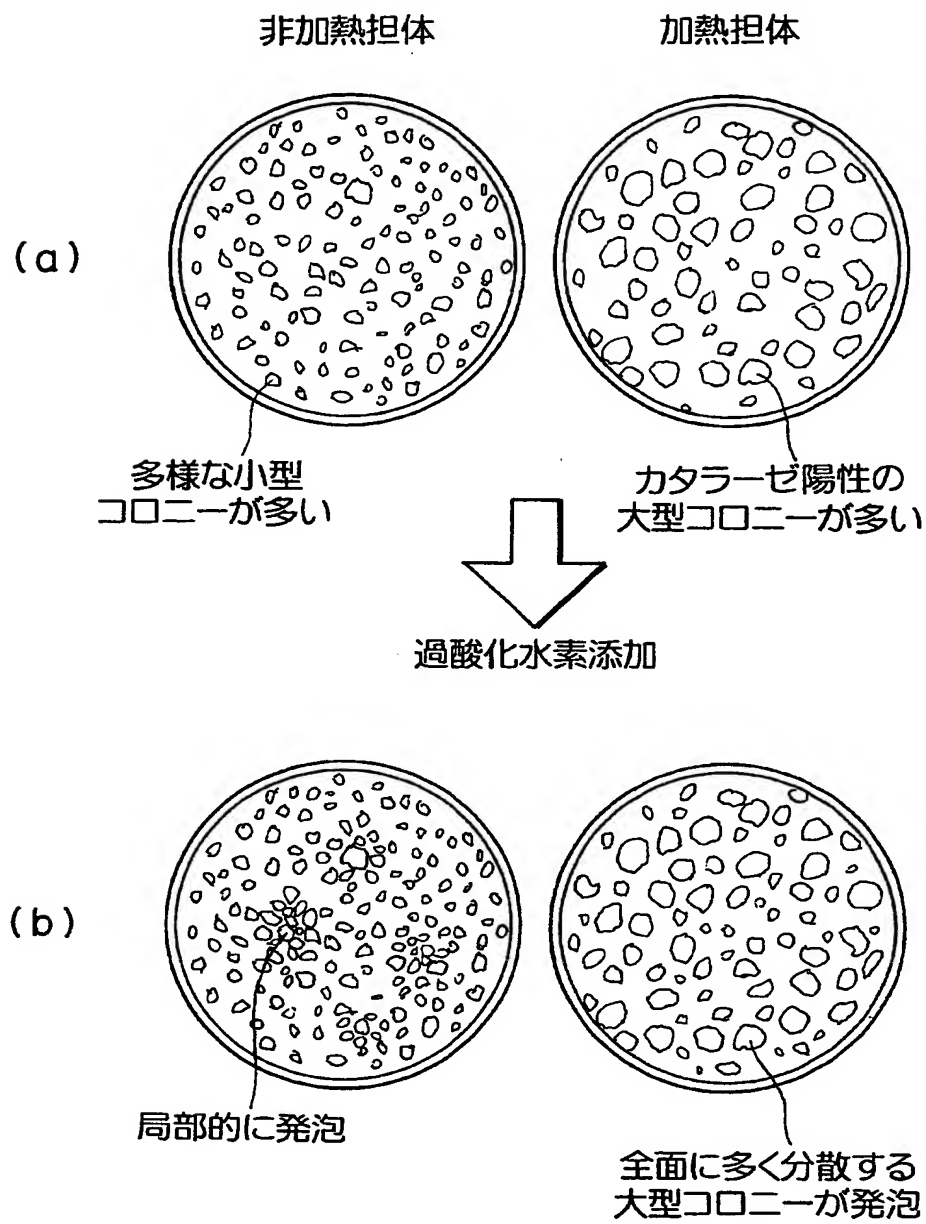 非加熱担体
加熱担体
(a)
多様な小型
コロニーが多い
カタラーゼ陽性の
大型コロニーが多い
過酸化水素添加
(b)
局部的に発泡
全面に多く分散する
大型コロニーが発泡